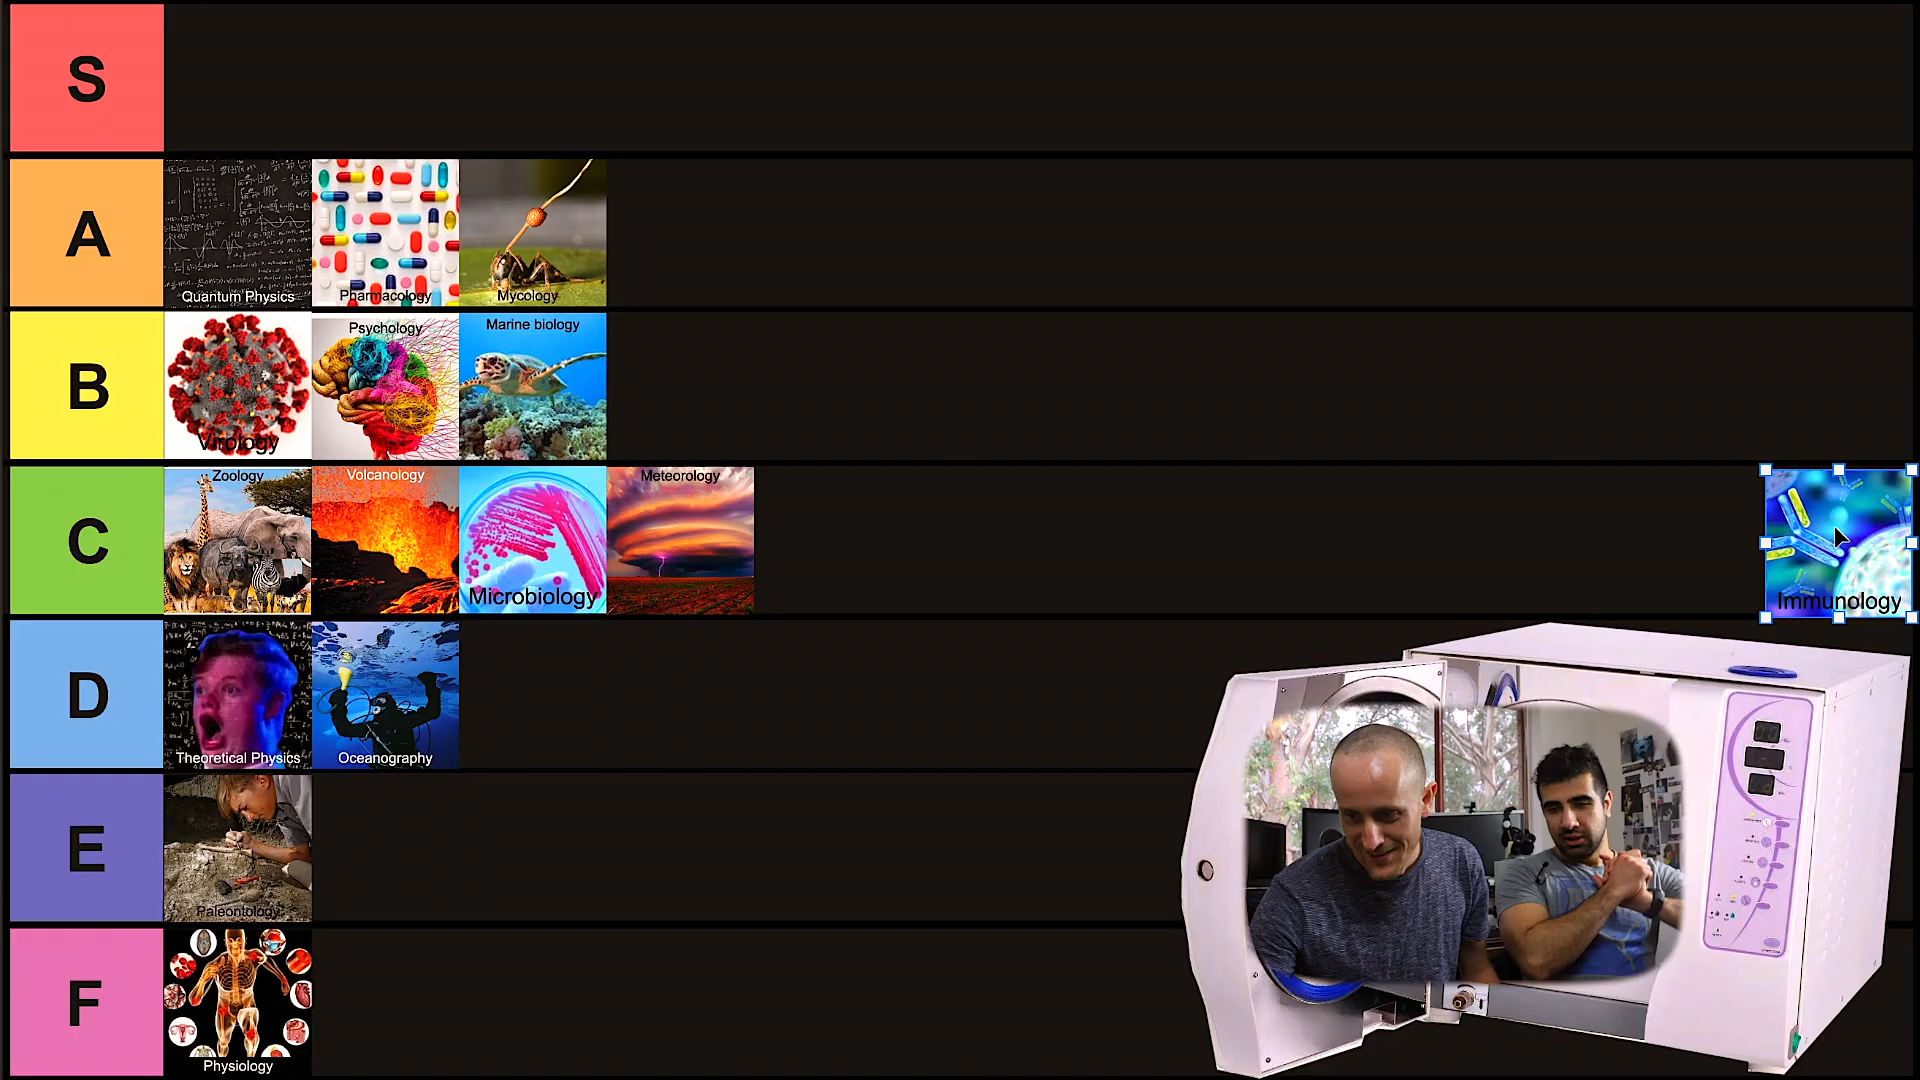 S
A
Quantum Physics
Pharmacology
Mycology
B
Virology
Psychology
Marine biology
C
Zoology
Volcanology
Microbiology
Meteorology
Immunology
D
Theoretical Physics
Oceanography
E
Paleontology
F
Physiology